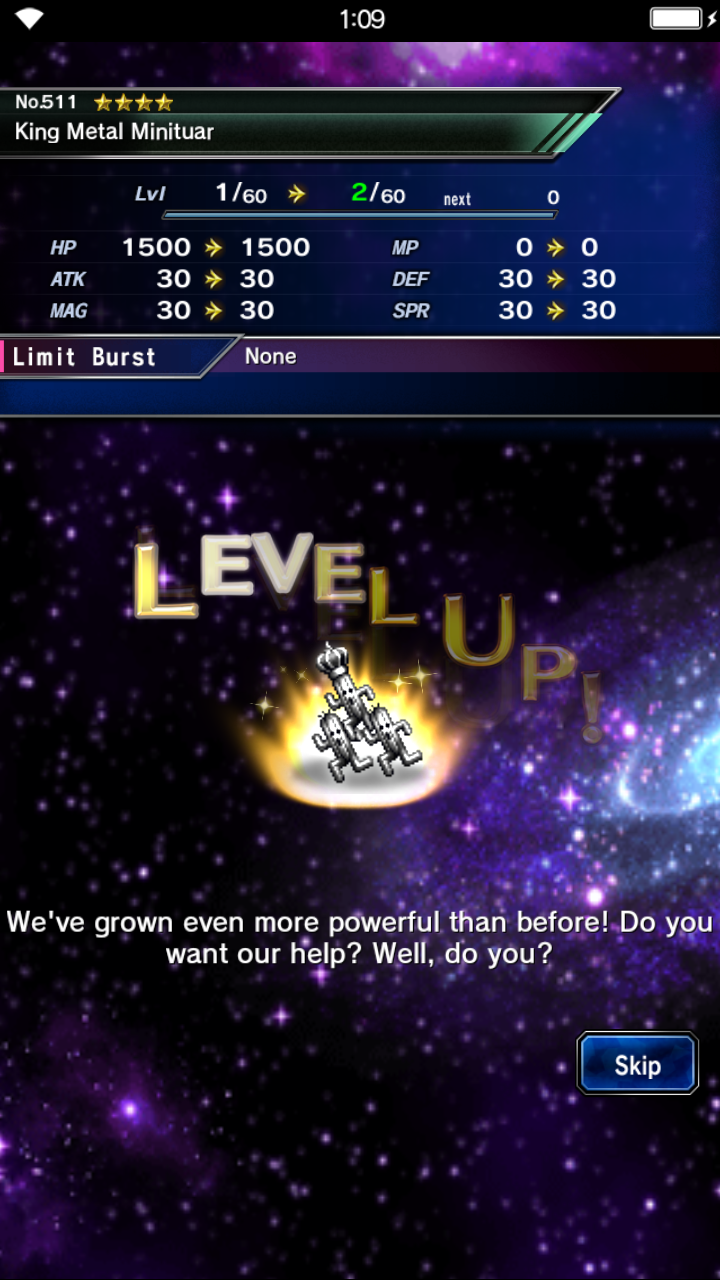 1:09
No.511
King Metal Minituar
Lvl 1/60 2/60 next 0
HP 1500 1500 MP 0 0
ATK 30 30 DEF 30 30
MAG 30 30 SPR 30 30
Limit Burst None
LEVEL UP!
We've grown even more powerful than before! Do you
want our help? Well, do you?
Skip